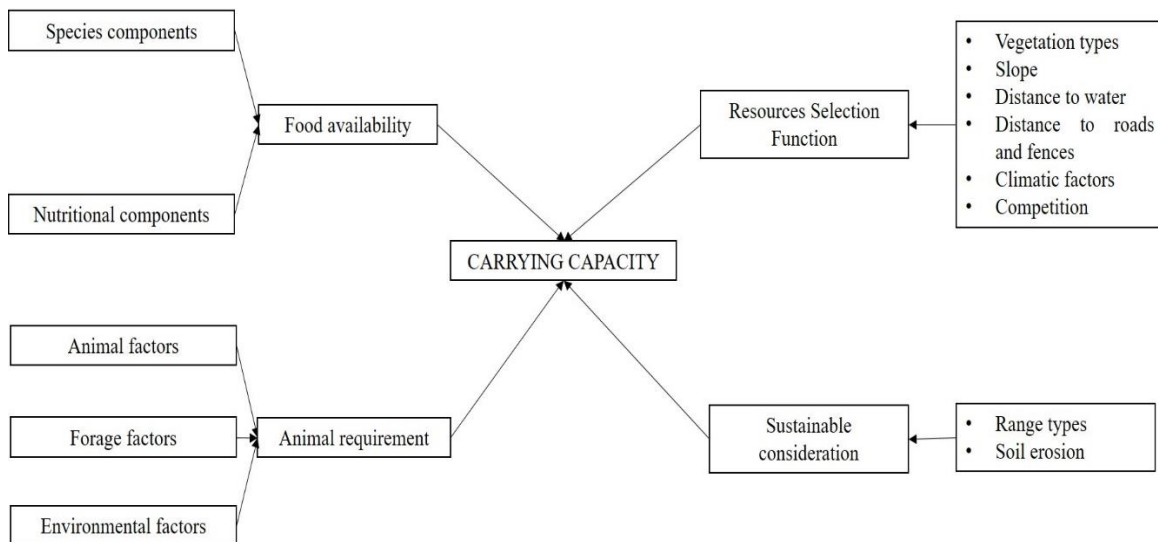 Species components
Food availability
Nutritional components
Animal factors
Forage factors
Animal requirement
Environmental factors
CARRYING CAPACITY
Resources Selection
Function
• Vegetation types
• Slope
• Distance to water
• Distance to roads
and fences
• Climatic factors
• Competition
Sustainable
consideration
• Range types
• Soil erosion